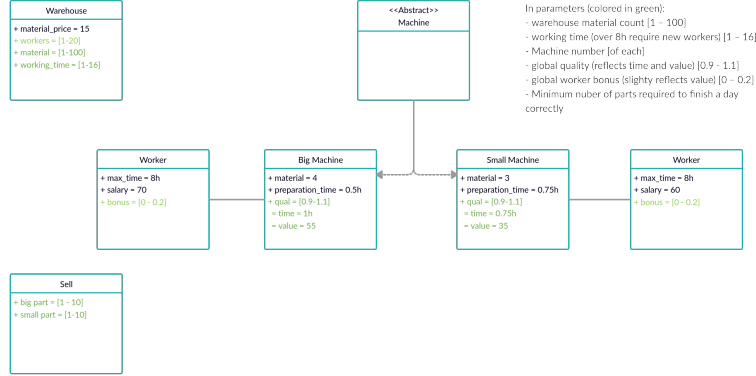 Warehouse
+ material_price = 15
+ workers = [1-20]
+ material = [1-100]
+ working_time = [1-16]
<<Abstract>>
Machine
In parameters (colored in green):
- warehouse material count [1 – 100]
- working time (over 8h require new workers) [1 – 16]
- Machine number [of each]
- global quality (reflects time and value) [0.9 - 1.1]
- global worker bonus (slighty reflects value) [0 – 0.2]
- Minimum nuber of parts required to finish a day
correctly
Worker
+ max_time = 8h
+ salary = 70
+ bonus = [0 - 0.2]
Big Machine
+ material = 4
+ preparation_time = 0.5h
+ qual = [0.9-1.1]
= time = 1h
= value = 55
Small Machine
+ material = 3
+ preparation_time = 0.75h
+ qual = [0.9-1.1]
= time = 0.75h
= value = 35
Worker
+ max_time = 8h
+ salary = 60
+ bonus = [0 - 0.2]
Sell
+ big part = [1 - 10]
+ small part = [1-10]